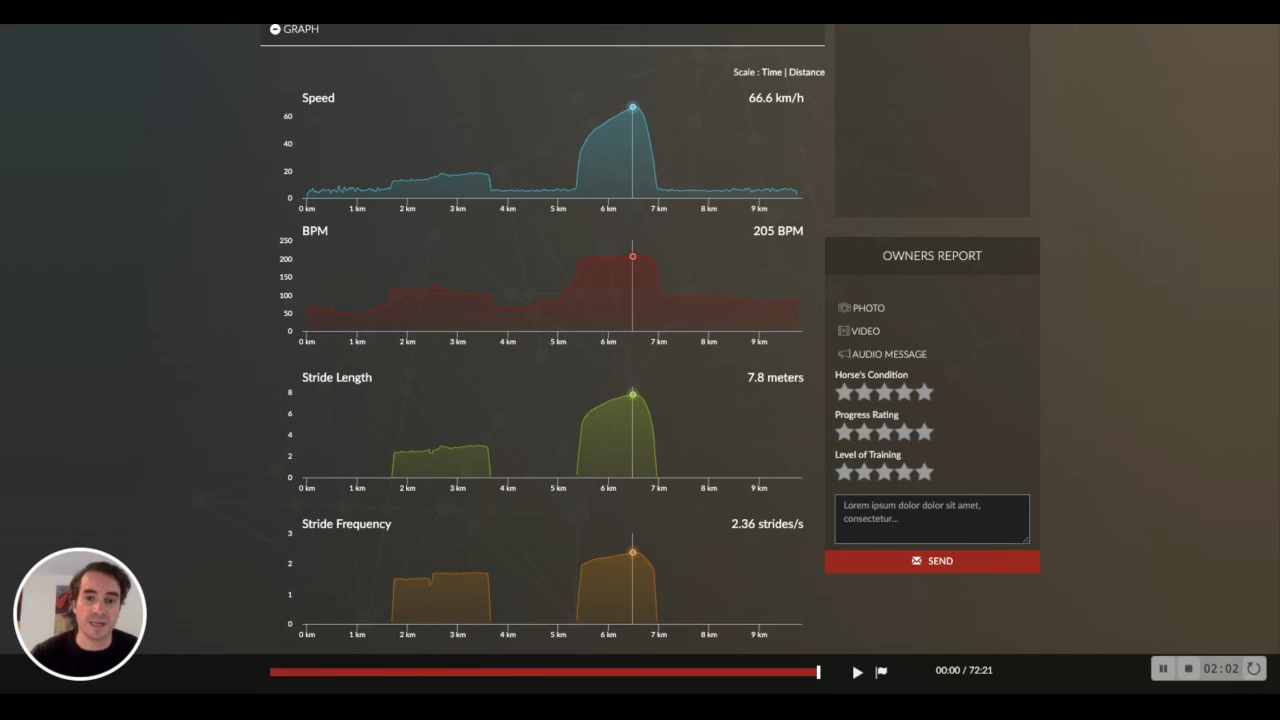 GRAPH
Scale : Time | Distance
Speed 66.6 km/h
60
40
20
0
0 km 1 km 2 km 3 km 4 km 5 km 6 km 7 km 8 km 9 km
BPM 205 BPM
250
200
150
100
50
0
0 km 1 km 2 km 3 km 4 km 5 km 6 km 7 km 8 km 9 km
Stride Length 7.8 meters
8
6
4
2
0
0 km 1 km 2 km 3 km 4 km 5 km 6 km 7 km 8 km 9 km
Stride Frequency 2.36 strides/s
3
2
1
0
0 km 1 km 2 km 3 km 4 km 5 km 6 km 7 km 8 km 9 km
OWNERS REPORT
PHOTO
VIDEO
AUDIO MESSAGE
Horse's Condition
Progress Rating
Level of Training
Lorem ipsum dolor dolor sit amet,
consectetur...
SEND
00:00 / 72:21
02:02